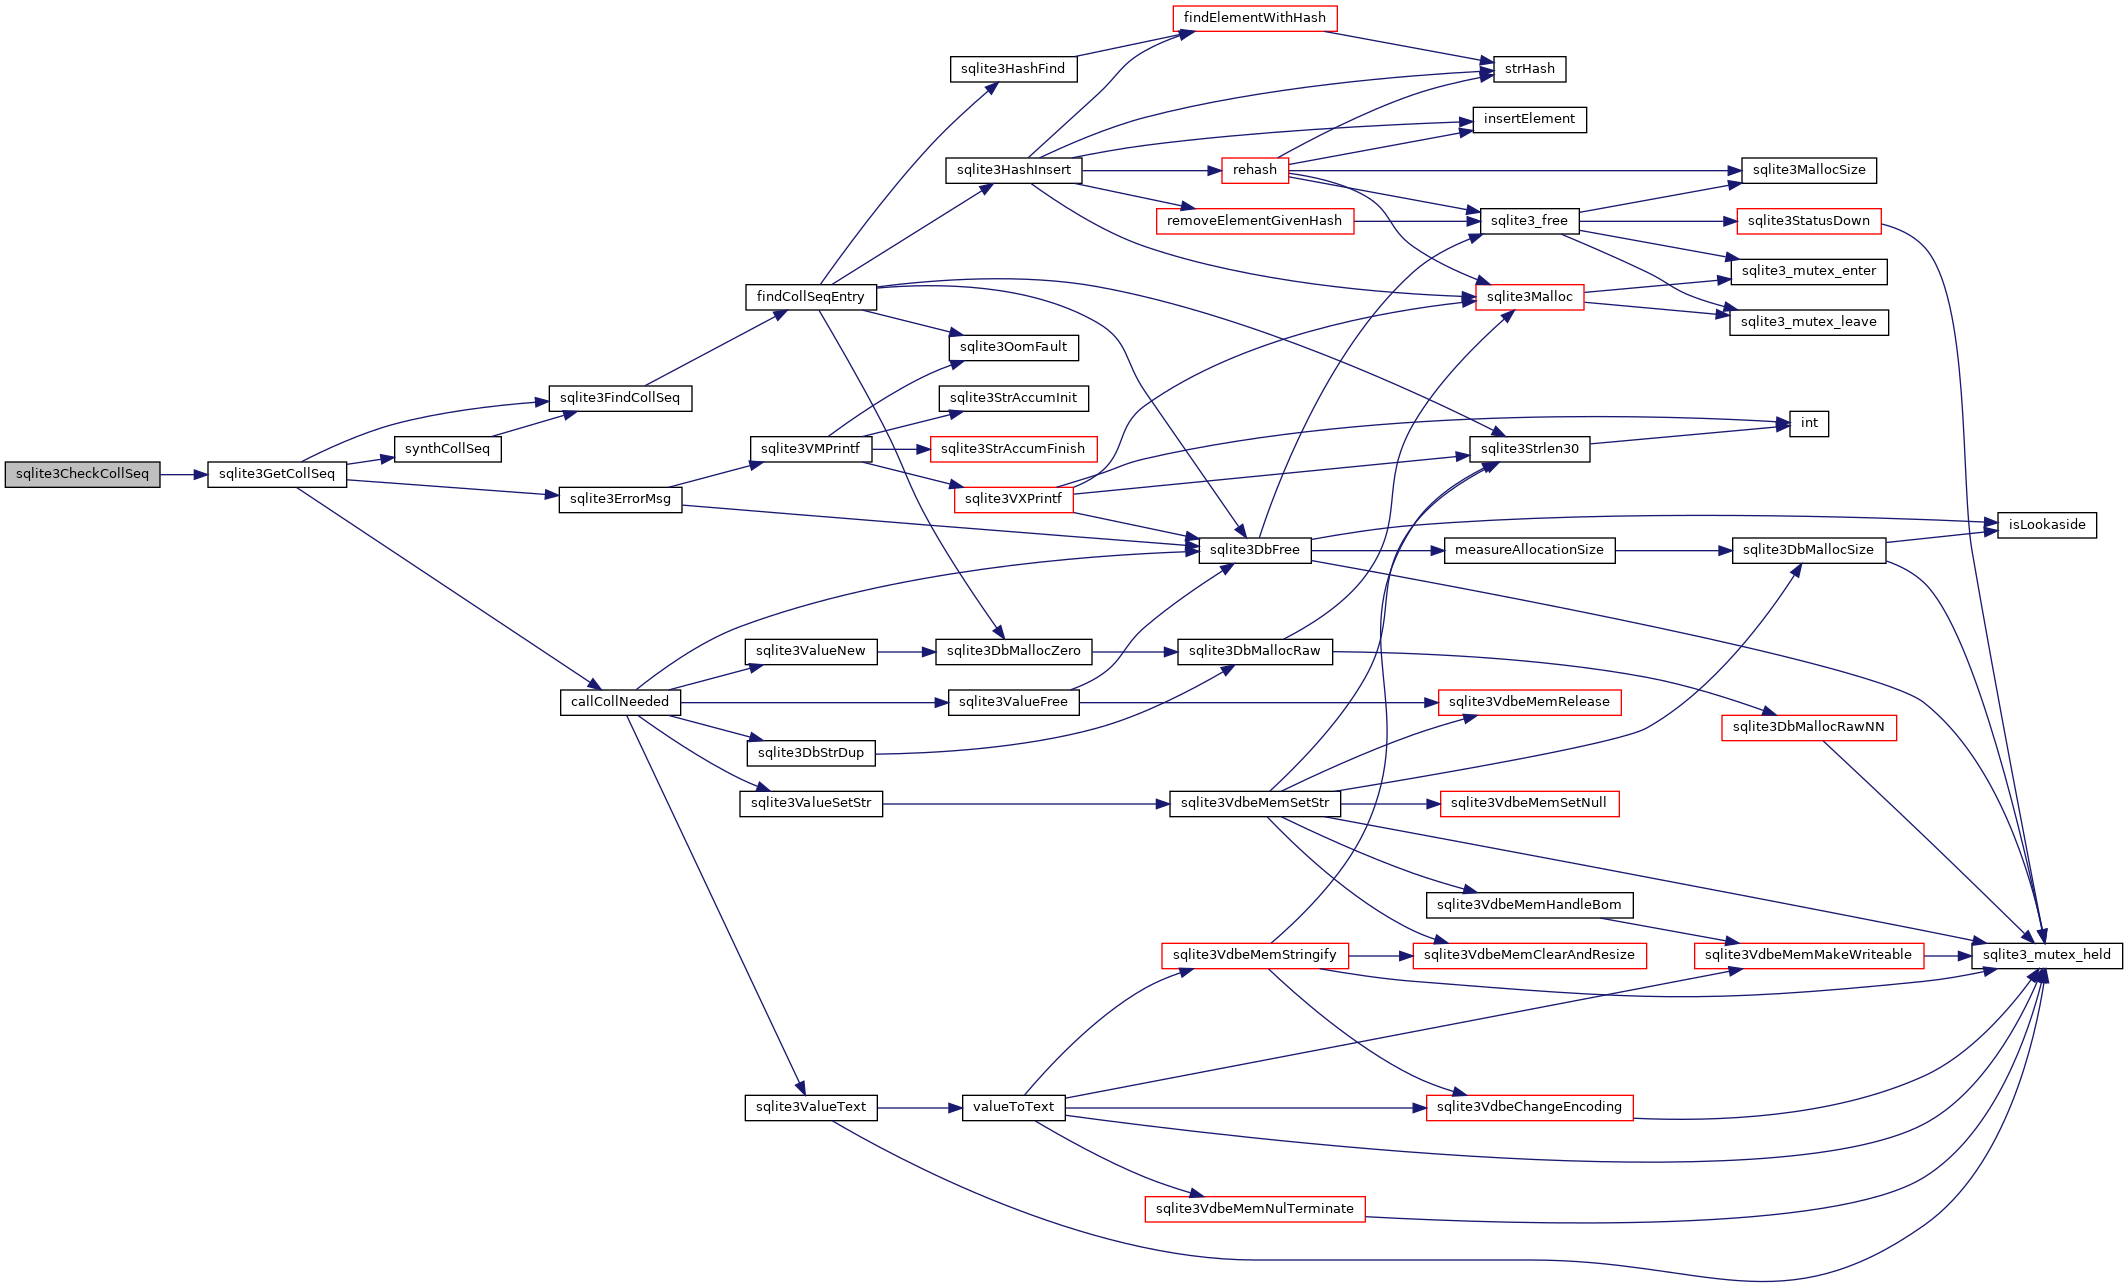 findElementWithHash
sqlite3HashFind
strHash
insertElement
sqlite3HashInsert
rehash
sqlite3MallocSize
removeElementGivenHash
sqlite3_free
sqlite3StatusDown
sqlite3_mutex_enter
findCollSeqEntry
sqlite3Malloc
sqlite3_mutex_leave
sqlite3OomFault
sqlite3FindCollSeq
sqlite3StrAccumInit
int
synthCollSeq
sqlite3VMPrintf
sqlite3StrAccumFinish
sqlite3Strlen30
sqlite3CheckCollSeq
sqlite3GetCollSeq
sqlite3ErrorMsg
sqlite3VXPrintf
isLookaside
sqlite3DbFree
measureAllocationSize
sqlite3DbMallocSize
sqlite3ValueNew
sqlite3DbMallocZero
sqlite3DbMallocRaw
callCollNeeded
sqlite3ValueFree
sqlite3VdbeMemRelease
sqlite3DbMallocRawNN
sqlite3DbStrDup
sqlite3ValueSetStr
sqlite3VdbeMemSetStr
sqlite3VdbeMemSetNull
sqlite3VdbeMemHandleBom
sqlite3VdbeMemStringify
sqlite3VdbeMemClearAndResize
sqlite3VdbeMemMakeWriteable
sqlite3_mutex_held
sqlite3ValueText
valueToText
sqlite3VdbeChangeEncoding
sqlite3VdbeMemNulTerminate